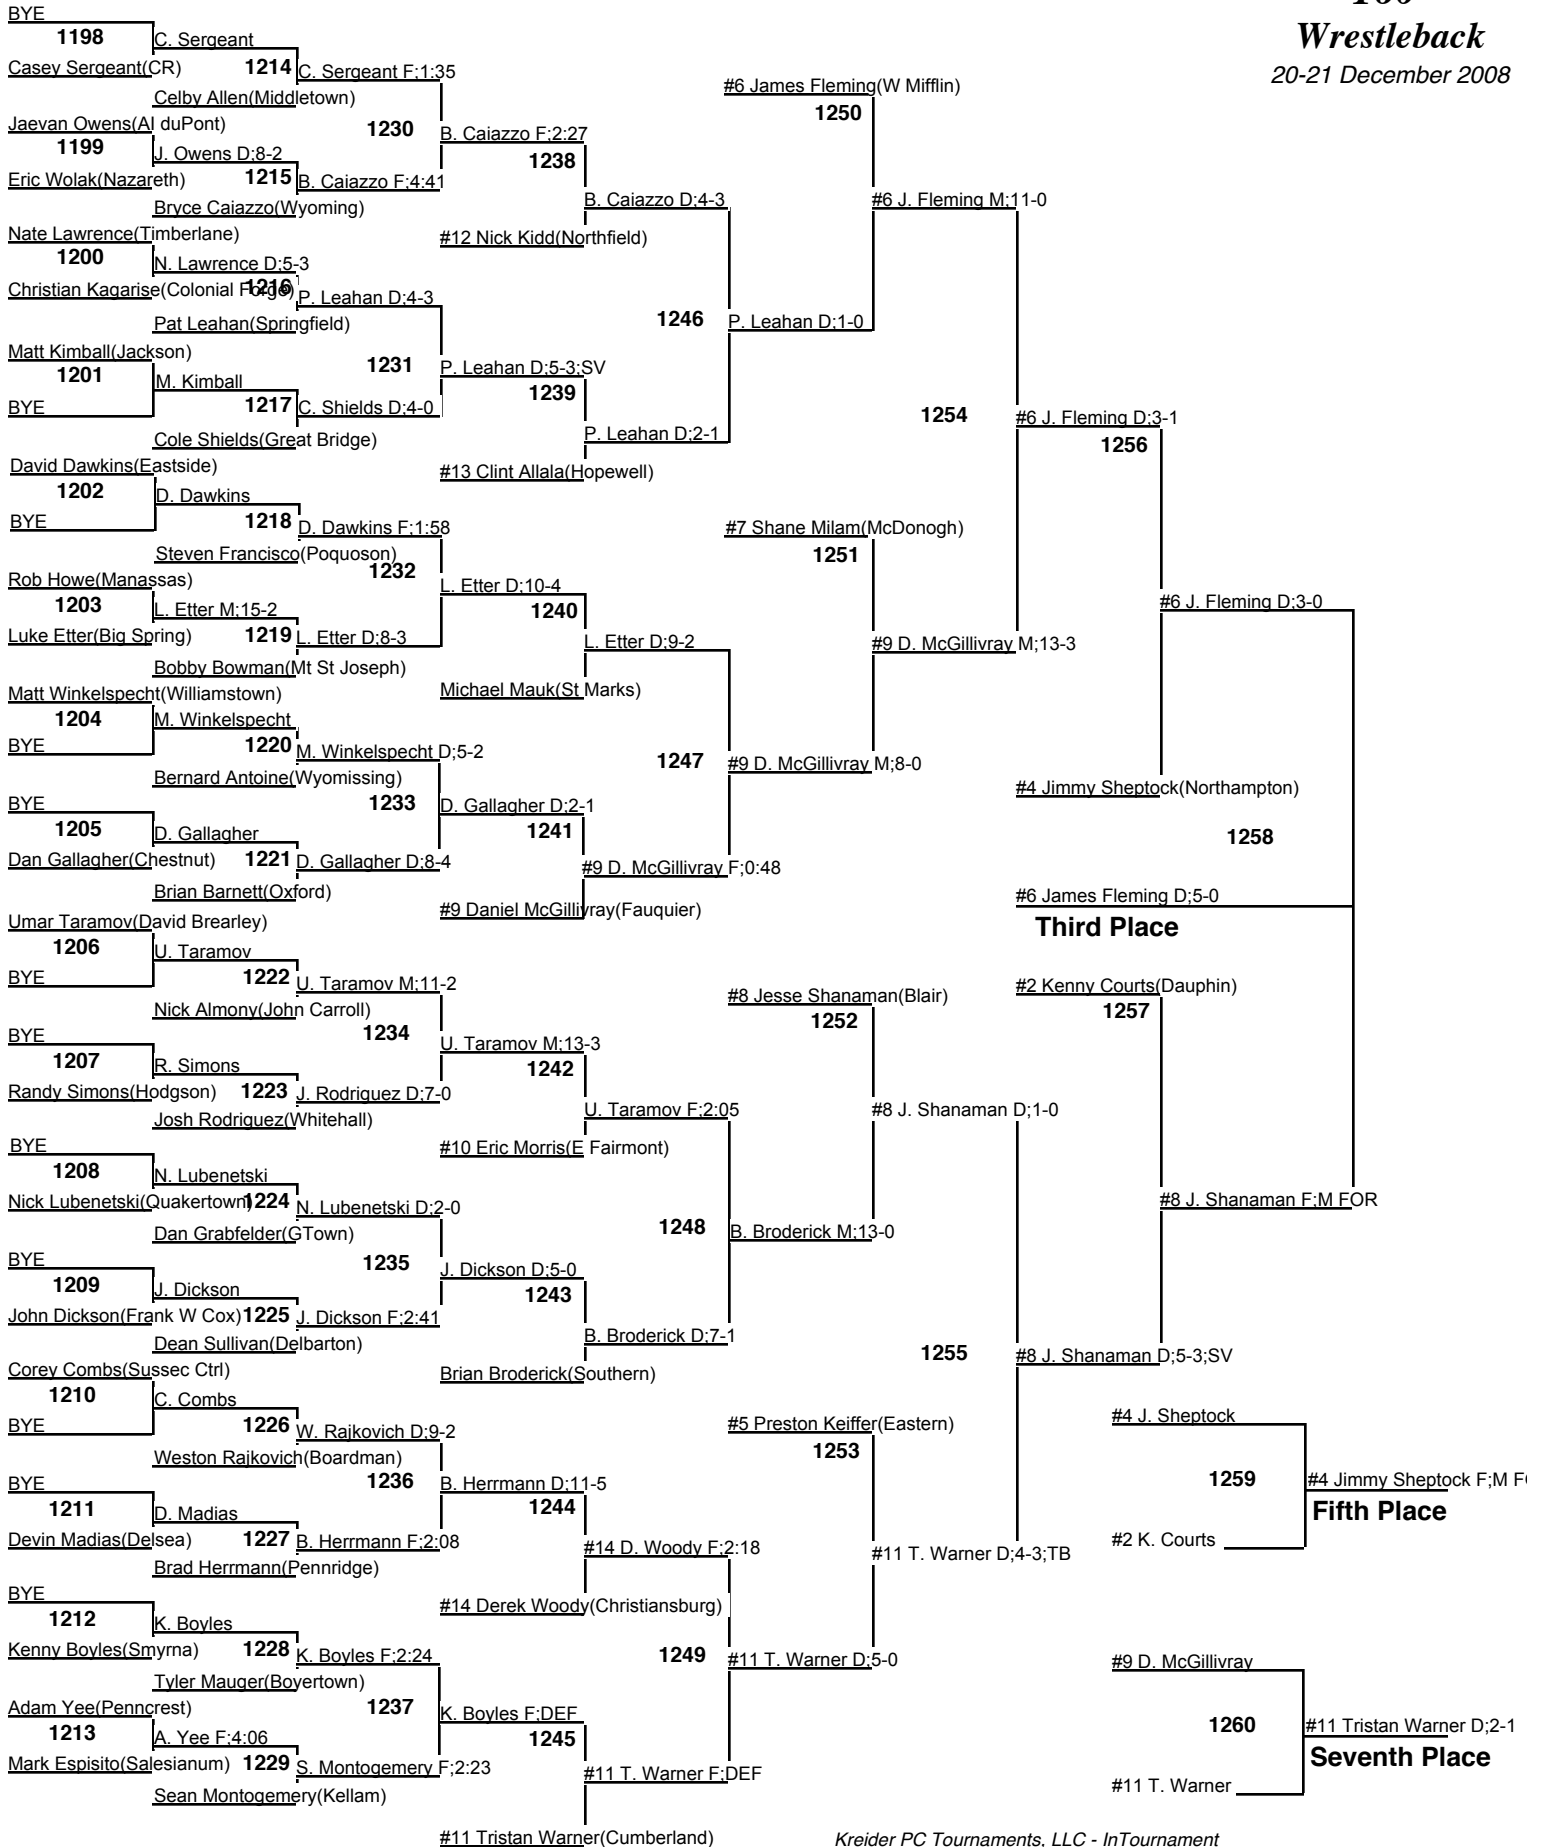 Wrestleback
20-21 December 2008
BYE
1198
Casey Sergeant(CR)
Jaevan Owens(AI duPont)
1199
Eric Wolak(Nazareth)
Nate Lawrence(Timberlane)
1200
Christian Kagarise(Colonial Forge)
Matt Kimball(Jackson)
1201
BYE
David Dawkins(Eastside)
1202
BYE
Rob Howe(Manassas)
1203
Luke Etter(Big Spring)
Matt Winkelspecht(Williamstown)
1204
BYE
BYE
1205
Dan Gallagher(Chestnut)
Umar Taramov(David Brearley)
1206
BYE
BYE
1207
Randy Simons(Hodgson)
BYE
1208
Nick Lubenetski(Quakertown)
BYE
1209
John Dickson(Frank W Cox)
Corey Combs(Sussec Ctrl)
1210
BYE
BYE
1211
Devin Madias(Delsea)
BYE
1212
Kenny Boyles(Smyrna)
Adam Yee(Penncrest)
1213
Mark Espisito(Salesianum)
C. Sergeant
1214
Celby Allen(Middletown)
J. Owens D;8-2
1215
Bryce Caiazzo(Wyoming)
N. Lawrence D;5-3
1216
Pat Leahan(Springfield)
M. Kimball
1217
Cole Shields(Great Bridge)
D. Dawkins
1218
Steven Francisco(Poquoson)
L. Etter M;15-2
1219
Bobby Bowman(Mt St Joseph)
M. Winkelspecht
1220
Bernard Antoine(Wyomissing)
D. Gallagher
1221
Brian Barnett(Oxford)
U. Taramov
1222
Nick Almony(John Carroll)
R. Simons
1223
Josh Rodriguez(Whitehall)
N. Lubenetski
1224
Dan Grabfelder(GTown)
J. Dickson
1225
Dean Sullivan(Delbarton)
C. Combs
1226
Weston Rajkovich(Boardman)
D. Madias
1227
Brad Herrmann(Pennridge)
K. Boyles
1228
Tyler Mauger(Boyertown)
A. Yee F;4:06
1229
Sean Montogemery(Kellam)
C. Sergeant F;1:35
1230
B. Caiazzo F;4:41
P. Leahan D;4-3
1231
C. Shields D;4-0
D. Dawkins F;1:58
1232
L. Etter D;8-3
M. Winkelspecht D;5-2
1233
D. Gallagher D;8-4
U. Taramov M;11-2
1234
J. Rodriguez D;7-0
N. Lubenetski D;2-0
1235
J. Dickson F;2:41
W. Rajkovich D;9-2
1236
B. Herrmann F;2:08
K. Boyles F;2:24
1237
S. Montogemery F;2:23
B. Caiazzo F;2:27
1238
#12 Nick Kidd(Northfield)
P. Leahan D;5-3;SV
1239
#13 Clint Allala(Hopewell)
L. Etter D;10-4
1240
Michael Mauk(St Marks)
D. Gallagher D;2-1
1241
#9 Daniel McGillivray(Fauquier)
U. Taramov M;13-3
1242
#10 Eric Morris(E Fairmont)
J. Dickson D;5-0
1243
Brian Broderick(Southern)
B. Herrmann D;11-5
1244
#14 Derek Woody(Christiansburg)
K. Boyles F;DEF
1245
#11 Tristan Warner(Cumberland)
B. Caiazzo D;4-3
1246
P. Leahan D;2-1
L. Etter D;9-2
1247
#9 D. McGillivray F;0:48
U. Taramov F;2:05
1248
B. Broderick D;7-1
#14 D. Woody F;2:18
1249
#11 T. Warner F;DEF
#6 James Fleming(W Mifflin)
1250
P. Leahan D;1-0
#7 Shane Milam(McDonogh)
1251
#9 D. McGillivray M;8-0
#8 Jesse Shanaman(Blair)
1252
B. Broderick M;13-0
#5 Preston Keiffer(Eastern)
1253
#11 T. Warner D;5-0
#6 J. Fleming M;11-0
1254
#9 D. McGillivray M;13-3
#8 J. Shanaman D;1-0
1255
#11 T. Warner D;4-3;TB
#6 J. Fleming D;3-1
1256
#4 Jimmy Sheptock(Northampton)
#2 Kenny Courts(Dauphin)
1257
#8 J. Shanaman D;5-3;SV
#6 J. Fleming D;3-0
1258
#8 J. Shanaman F;M FOR
#6 James Fleming D;5-0
Third Place
#4 J. Sheptock
1259
#2 K. Courts
#4 Jimmy Sheptock F;M F
Fifth Place
#9 D. McGillivray
1260
#11 T. Warner
#11 Tristan Warner D;2-1
Seventh Place
Kreider PC Tournaments, LLC - InTournament